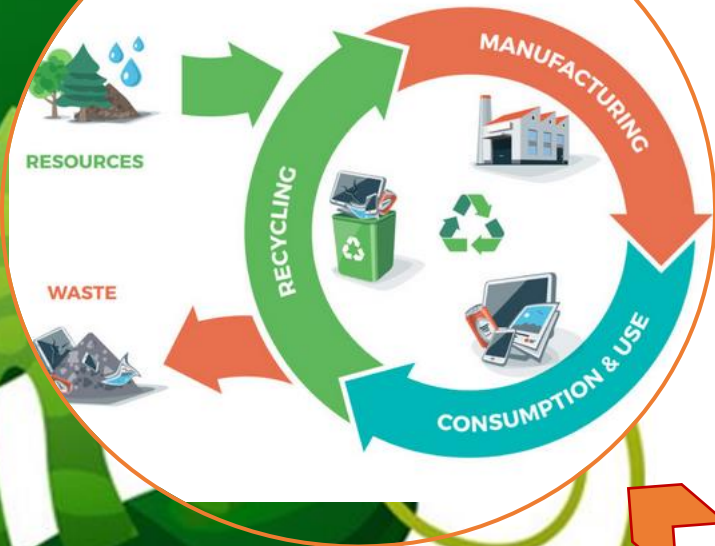 RESOURCES
WASTE
RECYCLING
MANUFACTURING
CONSUMPTION & USE